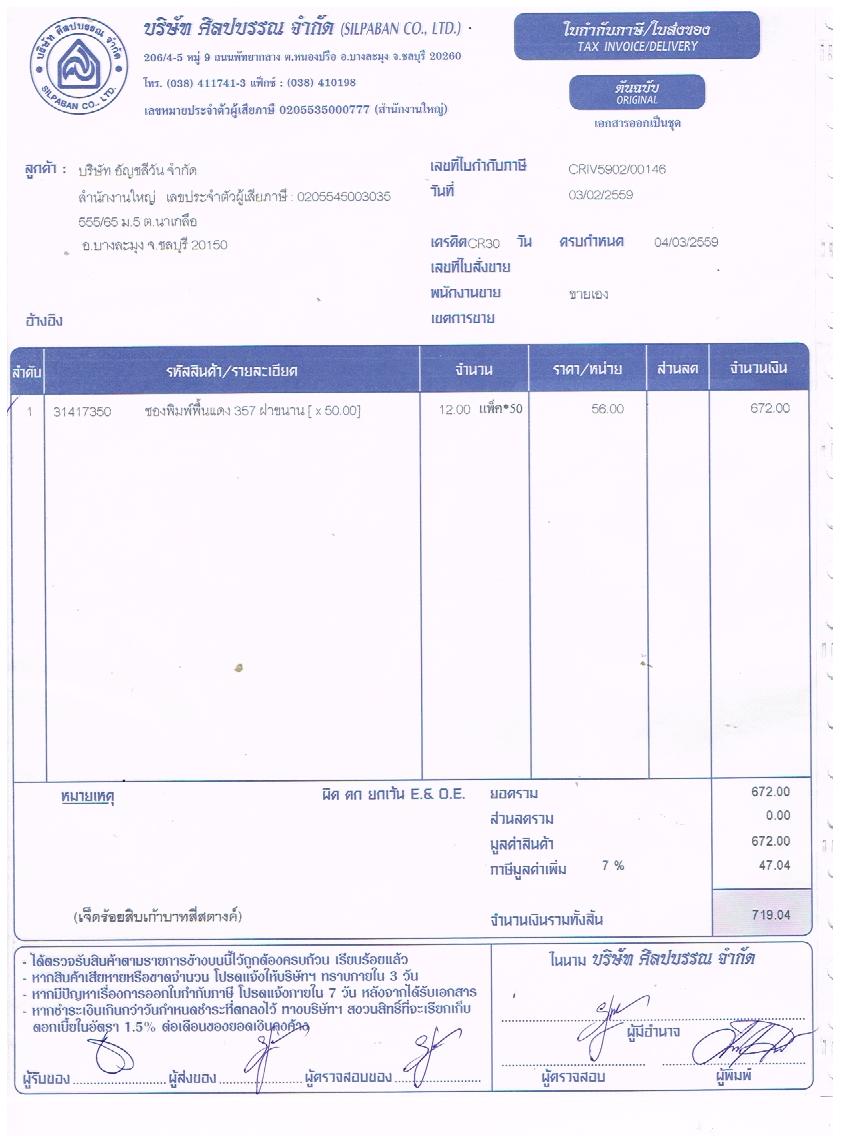 บริษัท ศิลปบรรณ จำกัด
SILPABAN CO., LTD.
บริษัท ศิลปบรรณ จำกัด (SILPABAN CO., LTD.)
206/4-5 หมู่ 9 ถนนพัทยากลาง ต.หนองปรือ อ.บางละมุง จ.ชลบุรี 20260
โทร. (038) 411741-3 แฟ็กซ์ : (038) 410198
เลขหมายประจำตัวผู้เสียภาษี 0205535000777 (สำนักงานใหญ่)
ใบกำกับภาษี/ใบส่งของ
TAX INVOICE/DELIVERY
ต้นฉบับ
ORIGINAL
เอกสารออกเป็นชุด
ลูกค้า : บริษัท อัญชลีวัน จำกัด
สำนักงานใหญ่ เลขประจำตัวผู้เสียภาษี : 0205545003035
555/65 ม.5 ต.นาเกลือ
อ.บางละมุง จ.ชลบุรี 20150
อ้างอิง
เลขที่ใบกำกับภาษี CRIV5902/00146
วันที่ 03/02/2559
เครดิต CR30 วัน ครบกำหนด 04/03/2559
เลขที่ใบสั่งขาย
พนักงานขาย ขายเอง
เขตการขาย
ลำดับ รหัสสินค้า/รายละเอียด จำนวน ราคา/หน่วย ส่วนลด จำนวนเงิน
1 31417350 ซองพิมพ์พื้นแดง 357 ฝาขนาน [ x 50.00] 12.00 แพ็ค*50 56.00 672.00
หมายเหตุ ผิด ตก ยกเว้น E.& O.E. ยอดรวม 672.00
ส่วนลดรวม 0.00
มูลค่าสินค้า 672.00
ภาษีมูลค่าเพิ่ม 7 % 47.04
(เจ็ดร้อยสิบเก้าบาทสี่สตางค์) จำนวนเงินรวมทั้งสิ้น 719.04
- ได้ตรวจรับสินค้าตามรายการข้างบนนี้ไว้ถูกต้องครบถ้วน เรียบร้อยแล้ว
- หากสินค้าเสียหายหรือขาดจำนวน โปรดแจ้งให้บริษัทฯ ทราบภายใน 3 วัน
- หากมีปัญหาเรื่องการออกใบกำกับภาษี โปรดแจ้งภายใน 7 วัน หลังจากได้รับเอกสาร
- หากชำระเงินเกินกว่าวันกำหนดชำระที่ตกลงไว้ ทางบริษัทฯ สงวนสิทธิ์ที่จะเรียกเก็บ
ดอกเบี้ยในอัตรา 1.5% ต่อเดือนของยอดเงินคงค้าง
ผู้รับของ ผู้ส่งของ ผู้ตรวจสอบของ
ในนาม บริษัท ศิลปบรรณ จำกัด
ผู้มีอำนาจ
ผู้ตรวจสอบ ผู้พิมพ์